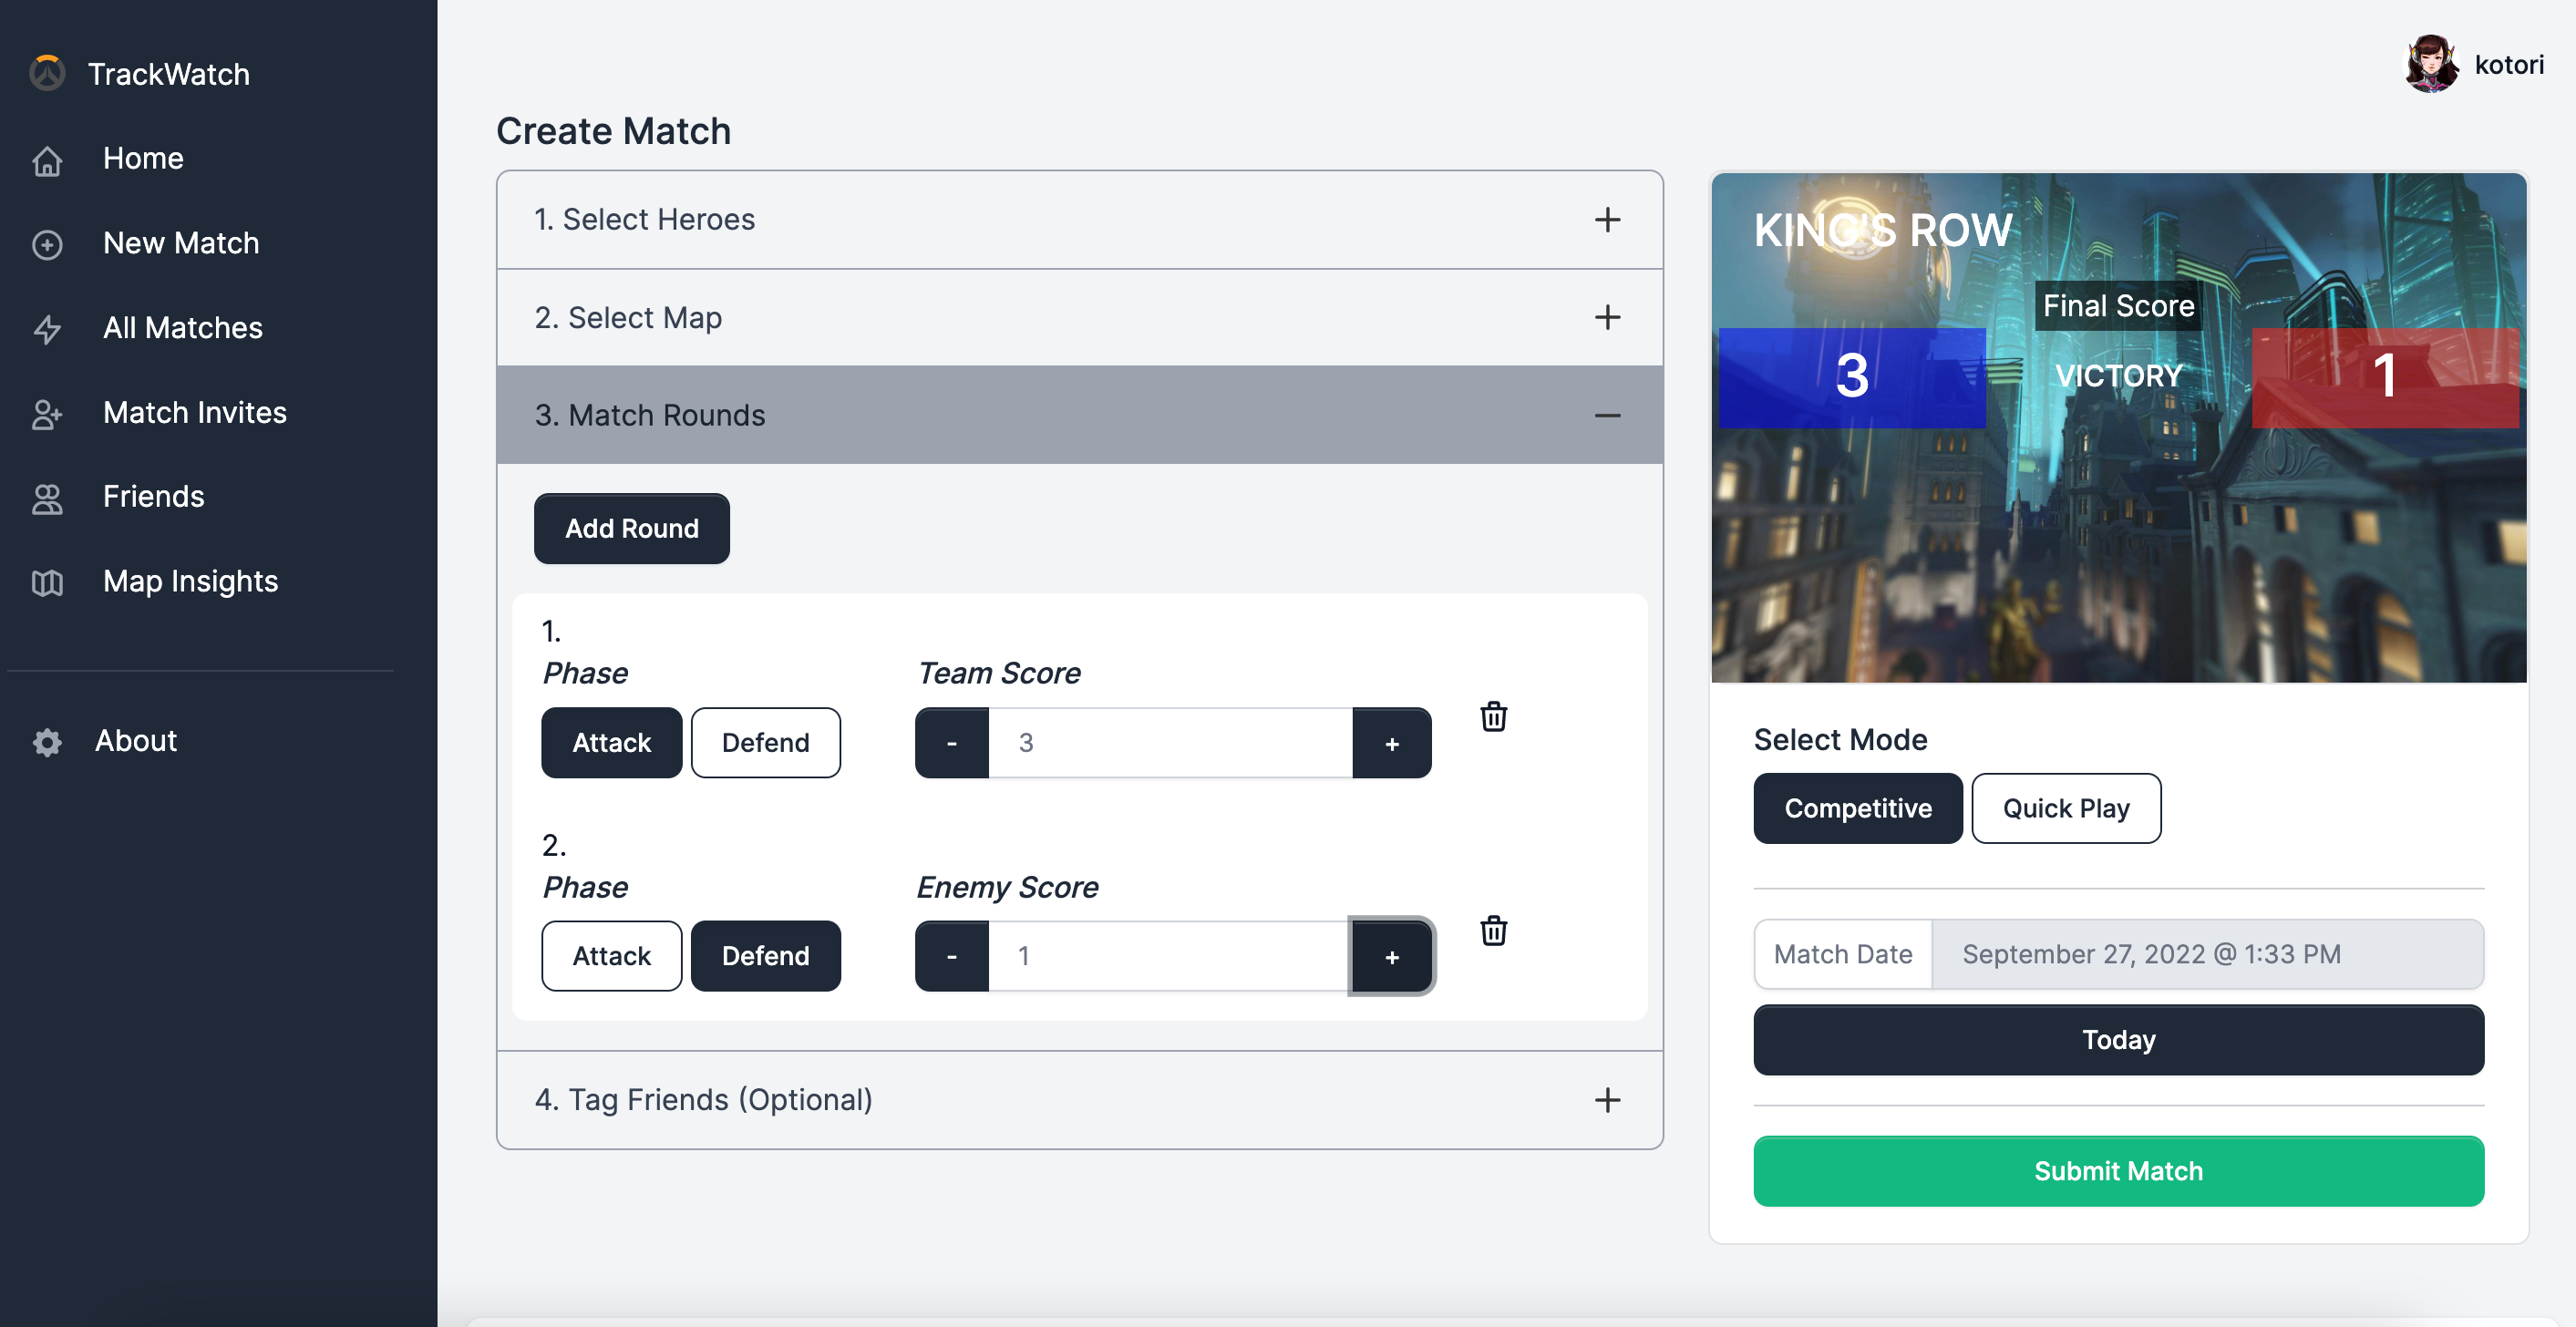 TrackWatch
Home
New Match
All Matches
Match Invites
Friends
Map Insights
About
kotori
Create Match
1. Select Heroes
2. Select Map
3. Match Rounds
Add Round
1.
Phase Team Score
Attack Defend - 3 +
2.
Phase Enemy Score
Attack Defend - 1 +
4. Tag Friends (Optional)
KING'S ROW
Final Score
3 VICTORY 1
Select Mode
Competitive Quick Play
Match Date September 27, 2022 @ 1:33 PM
Today
Submit Match